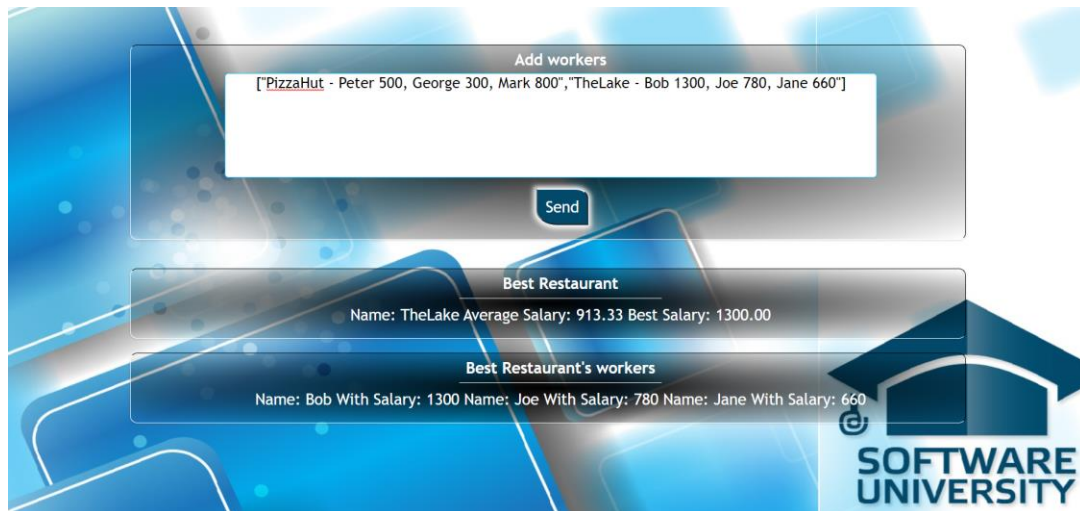 Add workers
["PizzaHut - Peter 500, George 300, Mark 800","TheLake - Bob 1300, Joe 780, Jane 660"]
Send
Best Restaurant
Name: TheLake Average Salary: 913.33 Best Salary: 1300.00
Best Restaurant's workers
Name: Bob With Salary: 1300 Name: Joe With Salary: 780 Name: Jane With Salary: 660
SOFTWARE
UNIVERSITY